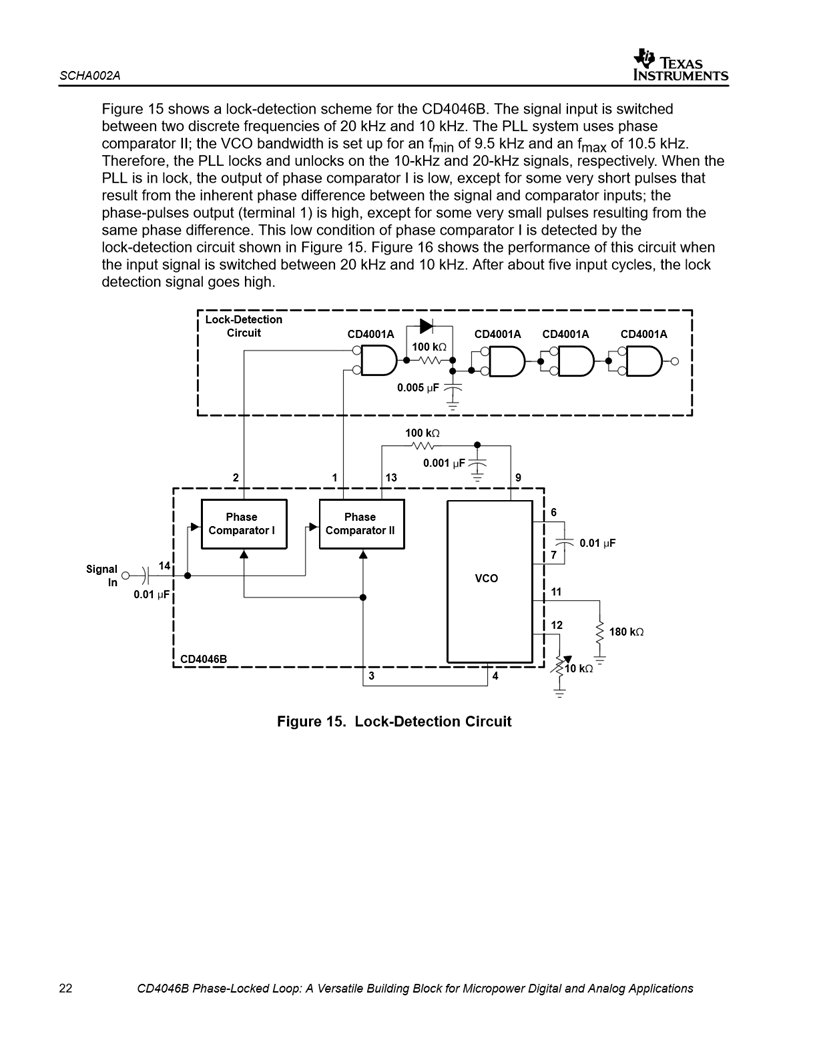 SCHA002A
TEXAS
INSTRUMENTS
Figure 15 shows a lock-detection scheme for the CD4046B. The signal input is switched
between two discrete frequencies of 20 kHz and 10 kHz. The PLL system uses phase
comparator II; the VCO bandwidth is set up for an fmin of 9.5 kHz and an fmax of 10.5 kHz.
Therefore, the PLL locks and unlocks on the 10-kHz and 20-kHz signals, respectively. When the
PLL is in lock, the output of phase comparator I is low, except for some very short pulses that
result from the inherent phase difference between the signal and comparator inputs; the
phase-pulses output (terminal 1) is high, except for some very small pulses resulting from the
same phase difference. This low condition of phase comparator I is detected by the
lock-detection circuit shown in Figure 15. Figure 16 shows the performance of this circuit when
the input signal is switched between 20 kHz and 10 kHz. After about five input cycles, the lock
detection signal goes high.
Lock-Detection
Circuit
CD4001A
CD4001A
CD4001A
CD4001A
100 kΩ
0.005 µF
100 kΩ
0.001 µF
2
1
13
9
Phase
Comparator I
Phase
Comparator II
VCO
6
0.01 µF
7
Signal
In
14
0.01 µF
11
12
180 kΩ
CD4046B
10 kΩ
3
4
Figure 15. Lock-Detection Circuit
22
CD4046B Phase-Locked Loop: A Versatile Building Block for Micropower Digital and Analog Applications